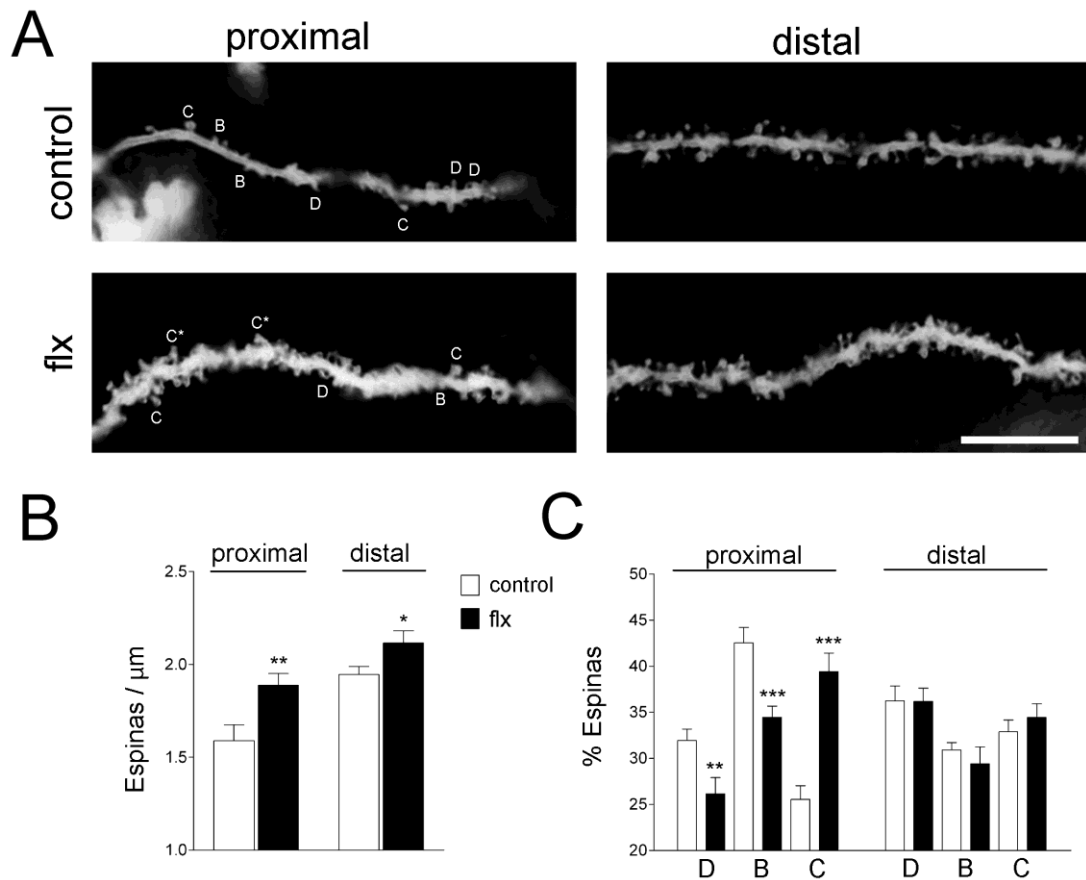 A
proximal
distal
control
C
B
B
D
C
D D
flx
C*
C*
C
C
D
B
B
proximal
distal
control
flx
Espinas / µm
2.5
2.0
1.5
1.0
**
*
C
proximal
distal
% Espinas
50
45
40
35
30
25
20
**
***
***
D B C D B C